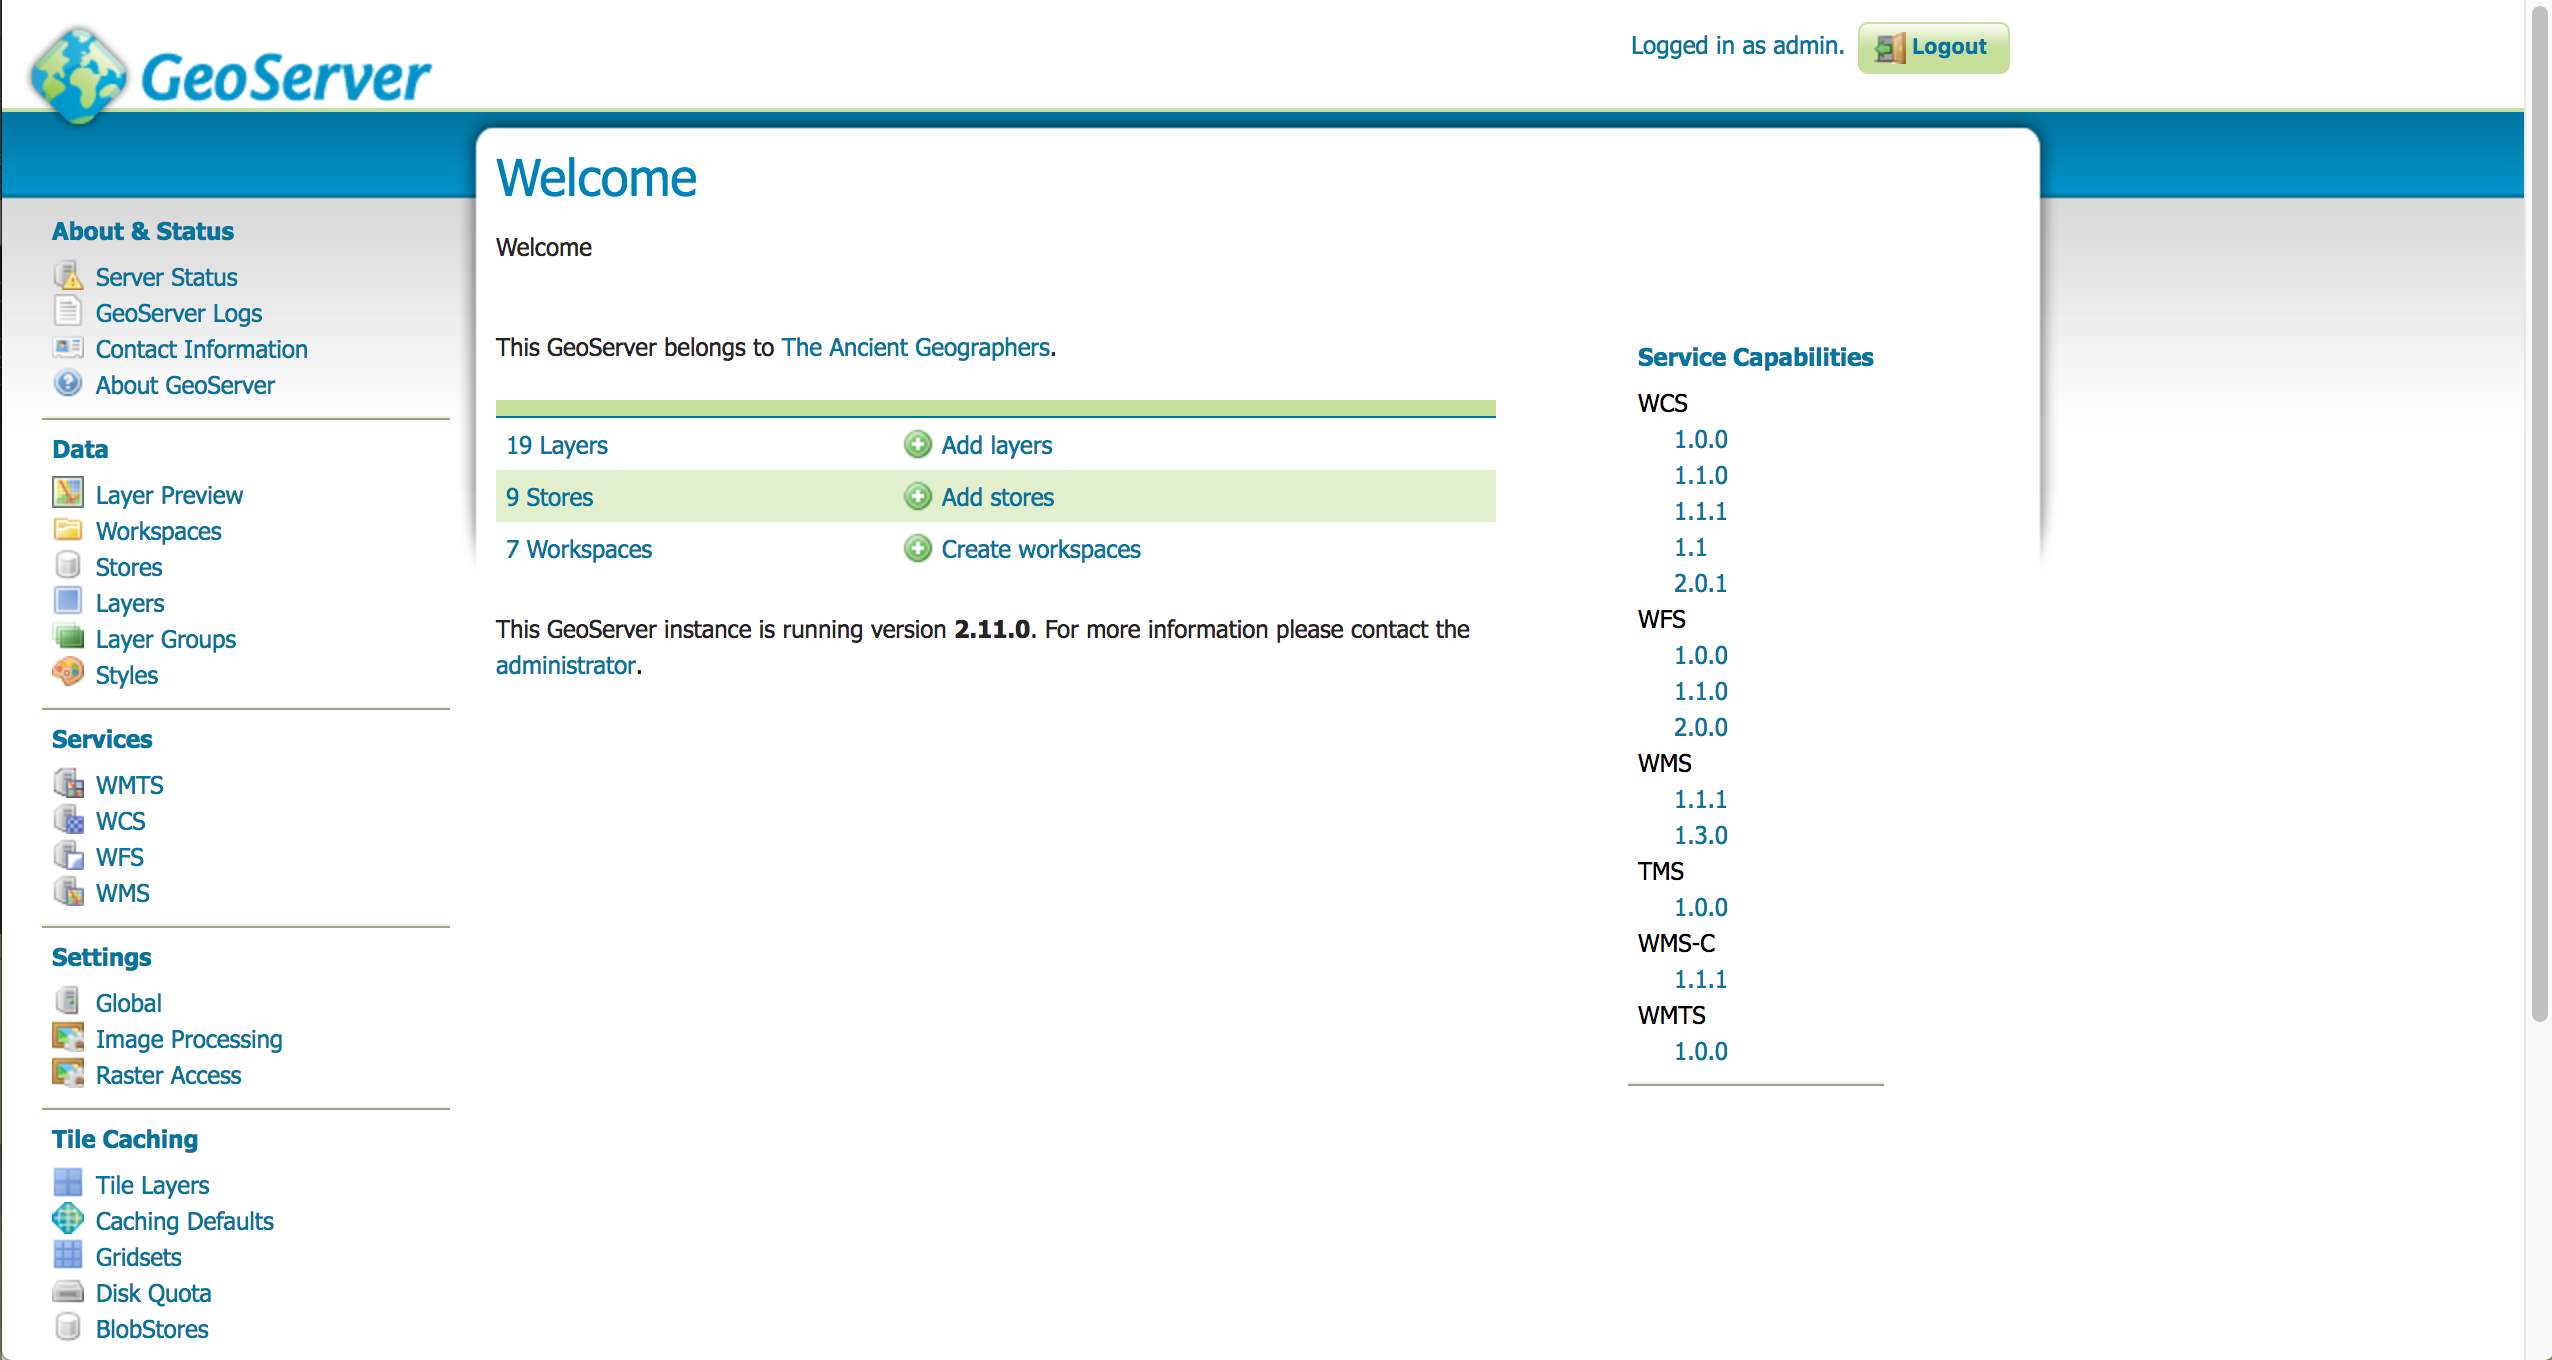 GeoServer
Logged in as admin.
Logout
About & Status
Server Status
GeoServer Logs
Contact Information
About GeoServer
Data
Layer Preview
Workspaces
Stores
Layers
Layer Groups
Styles
Services
WMTS
WCS
WFS
WMS
Settings
Global
Image Processing
Raster Access
Tile Caching
Tile Layers
Caching Defaults
Gridsets
Disk Quota
BlobStores
Welcome
Welcome
This GeoServer belongs to The Ancient Geographers.
19 Layers Add layers
9 Stores Add stores
7 Workspaces Create workspaces
This GeoServer instance is running version 2.11.0. For more information please contact the
administrator.
Service Capabilities
WCS
1.0.0
1.1.0
1.1.1
1.1
2.0.1
WFS
1.0.0
1.1.0
2.0.0
WMS
1.1.1
1.3.0
TMS
1.0.0
WMS-C
1.1.1
WMTS
1.0.0